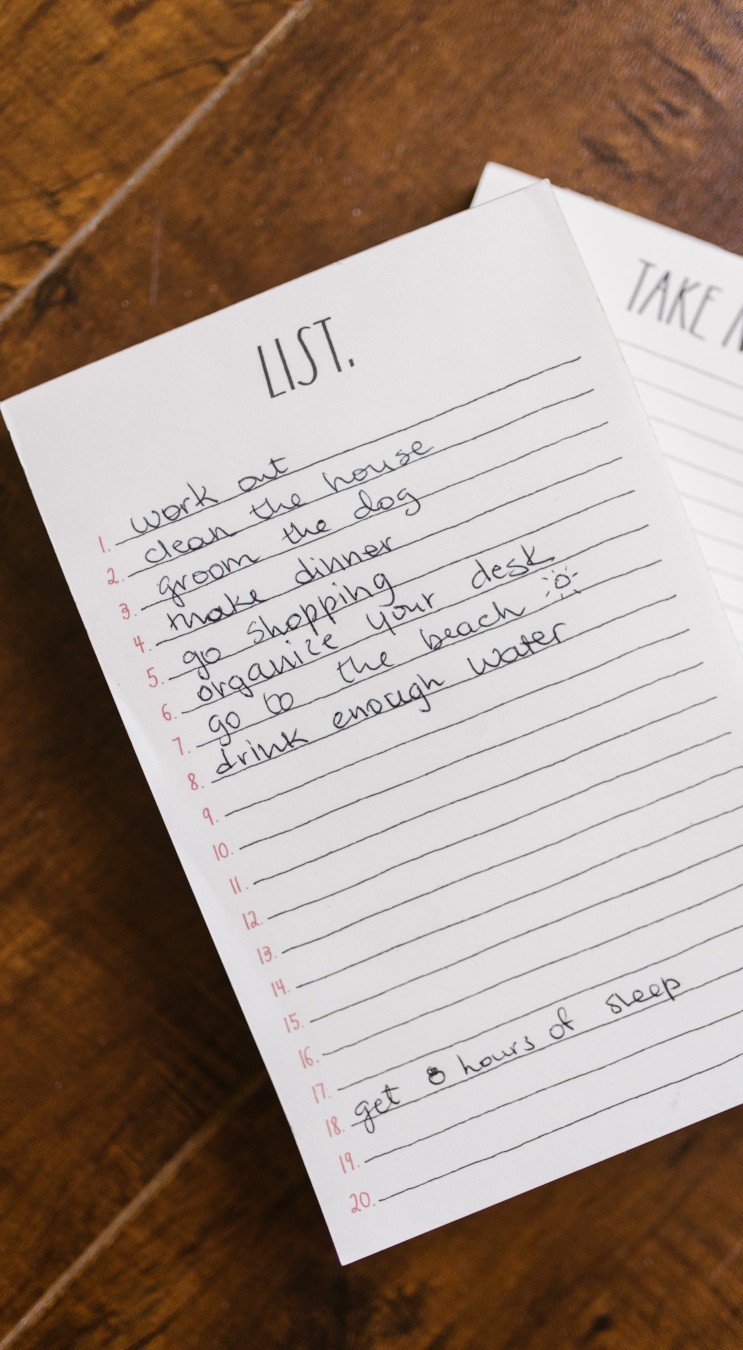 LIST.
1. work out
2. clean the house
3. groom the dog
4. make dinner
5. go shopping
6. organize your desk
7. go to the beach
8. drink enough water
9.
10.
11.
12.
13.
14.
15.
16.
17.
18. get 8 hours of sleep
19.
20.
TAKE